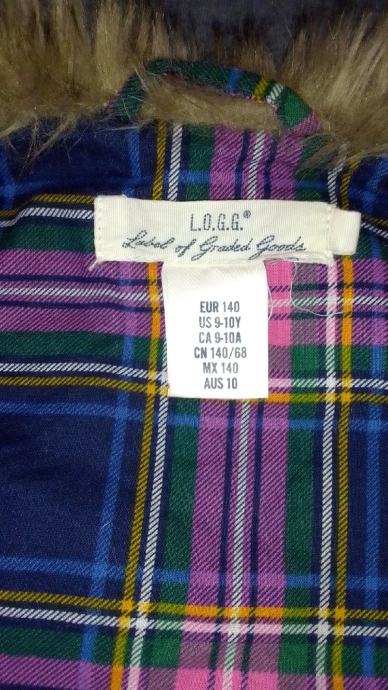 L.O.G.G.®
Label of Graded Goods
EUR 140
US 9-10Y
CA 9-10A
CN 140/68
MX 140
AUS 10